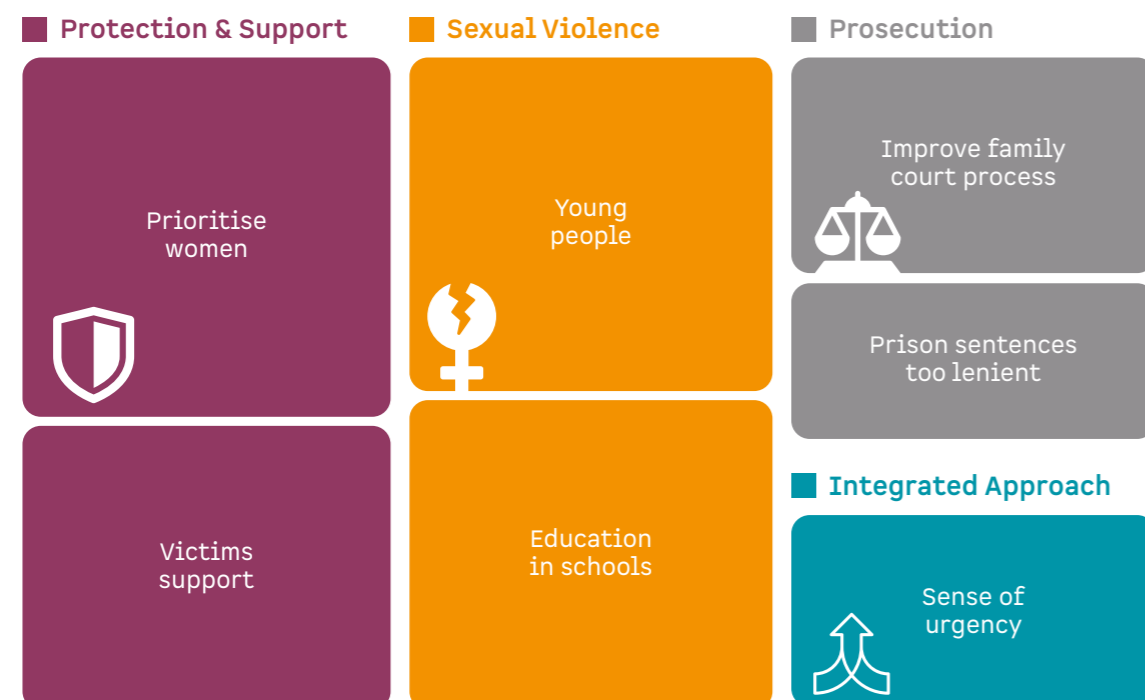 Protection & Support
Prioritise
women
Victims
support
Sexual Violence
Young
people
Education
in schools
Prosecution
Improve family
court process
Prison sentences
too lenient
Integrated Approach
Sense of
urgency